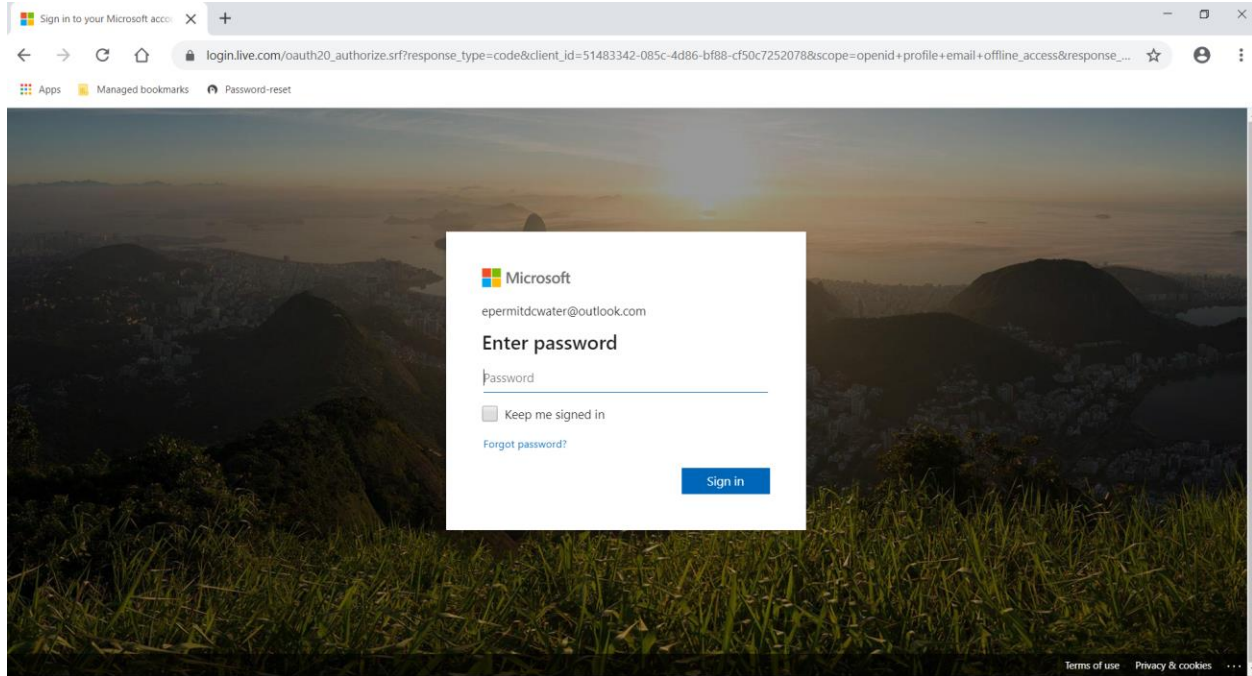 Sign in to your Microsoft acco
login.live.com/oauth20_authorize.srf?response_type=code&client_id=51483342-085c-4d86-bf88-cf50c7252078&scope=openid+profile+email+offline_access&response_...
Apps Managed bookmarks Password-reset
Microsoft
epermitdcwater@outlook.com
Enter password
Password
Keep me signed in
Forgot password?
Sign in
Terms of use Privacy & cookies ...